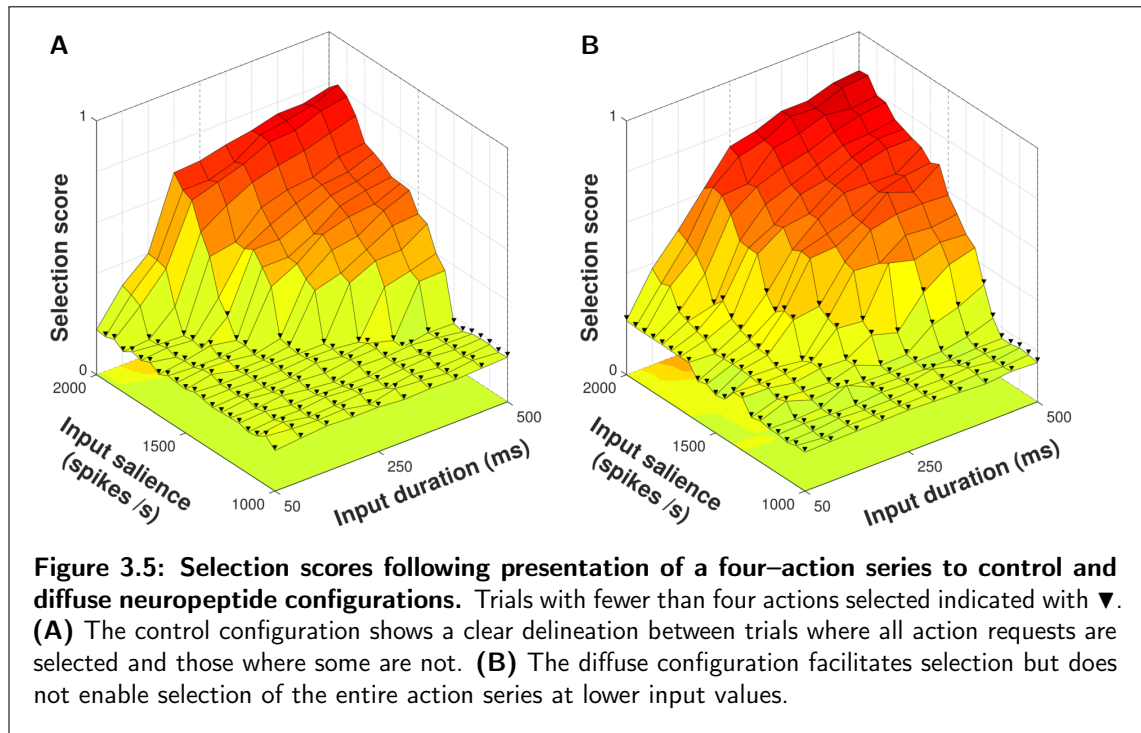 A
B
1
Selection score
0
2000
1500
1000
Input salience
(spikes /s)
50
250
500
Input duration (ms)
1
Selection score
0
2000
1500
1000
Input salience
(spikes /s)
50
250
500
Input duration (ms)
Figure 3.5: Selection scores following presentation of a four–action series to control and
diffuse neuropeptide configurations. Trials with fewer than four actions selected indicated with ▼.
(A) The control configuration shows a clear delineation between trials where all action requests are
selected and those where some are not. (B) The diffuse configuration facilitates selection but does
not enable selection of the entire action series at lower input values.